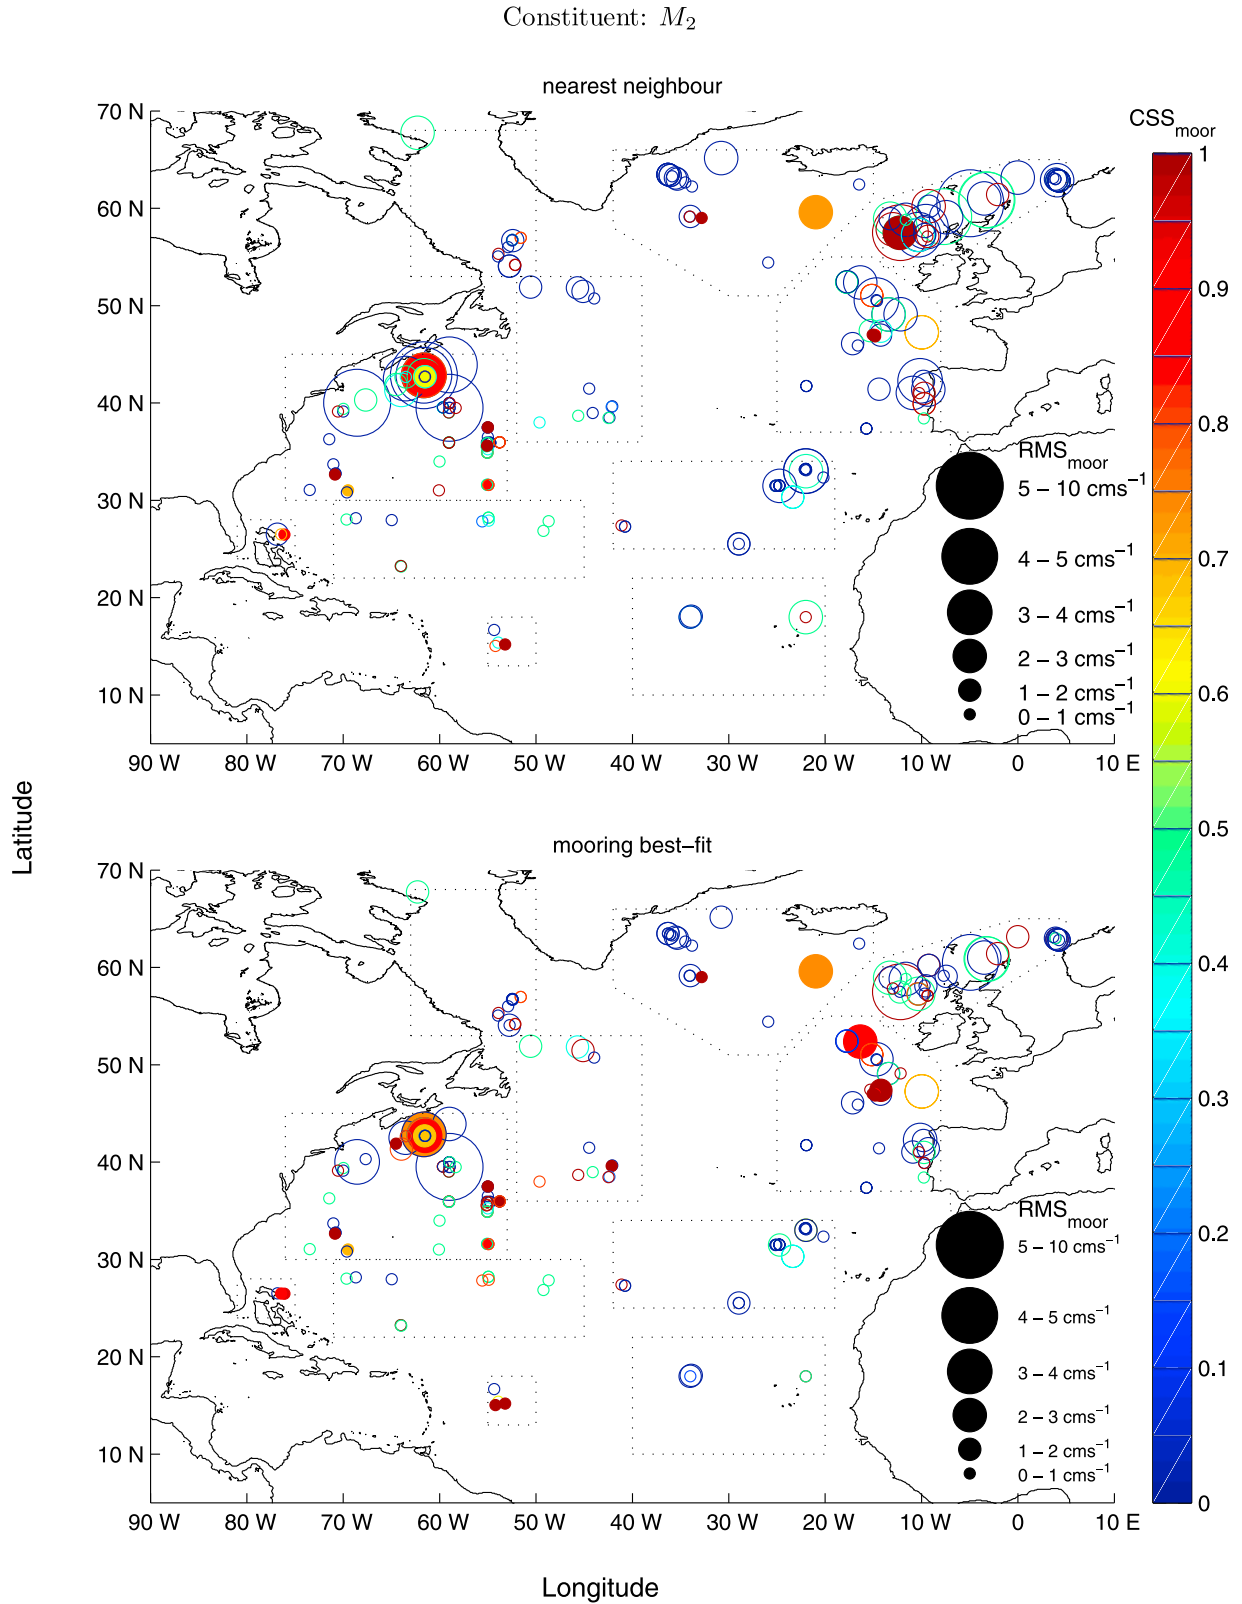 Constituent: M₂
nearest neighbour
CSS_moor
70 N
60 N
50 N
40 N
30 N
20 N
10 N
90 W 80 W 70 W 60 W 50 W 40 W 30 W 20 W 10 W 0 10 E
RMS_moor
5 – 10 cms⁻¹
4 – 5 cms⁻¹
3 – 4 cms⁻¹
2 – 3 cms⁻¹
1 – 2 cms⁻¹
0 – 1 cms⁻¹
1
0.9
0.8
0.7
0.6
0.5
0.4
0.3
0.2
0.1
0
Latitude
mooring best–fit
70 N
60 N
50 N
40 N
30 N
20 N
10 N
90 W 80 W 70 W 60 W 50 W 40 W 30 W 20 W 10 W 0 10 E
RMS_moor
5 – 10 cms⁻¹
4 – 5 cms⁻¹
3 – 4 cms⁻¹
2 – 3 cms⁻¹
1 – 2 cms⁻¹
0 – 1 cms⁻¹
Longitude